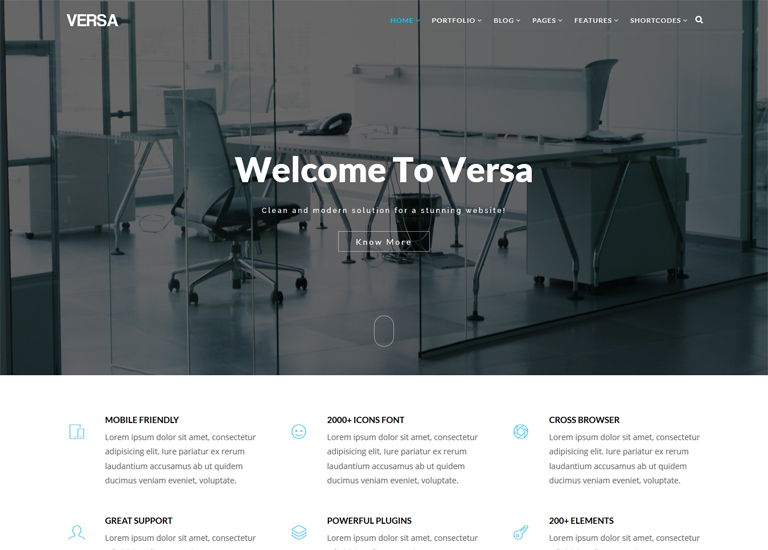 VERSA
HOME PORTFOLIO BLOG PAGES FEATURES SHORTCODES
Welcome To Versa
Clean and modern solution for a stunning website!
Know More
MOBILE FRIENDLY
Lorem ipsum dolor sit amet, consectetur
adipisicing elit. Iure pariatur ex rerum
laudantium accusamus ab ut quidem
ducimus veniam eveniet, voluptate.
2000+ ICONS FONT
Lorem ipsum dolor sit amet, consectetur
adipisicing elit. Iure pariatur ex rerum
laudantium accusamus ab ut quidem
ducimus veniam eveniet, voluptate.
CROSS BROWSER
Lorem ipsum dolor sit amet, consectetur
adipisicing elit. Iure pariatur ex rerum
laudantium accusamus ab ut quidem
ducimus veniam eveniet, voluptate.
GREAT SUPPORT
Lorem ipsum dolor sit amet, consectetur
POWERFUL PLUGINS
Lorem ipsum dolor sit amet, consectetur
200+ ELEMENTS
Lorem ipsum dolor sit amet, consectetur